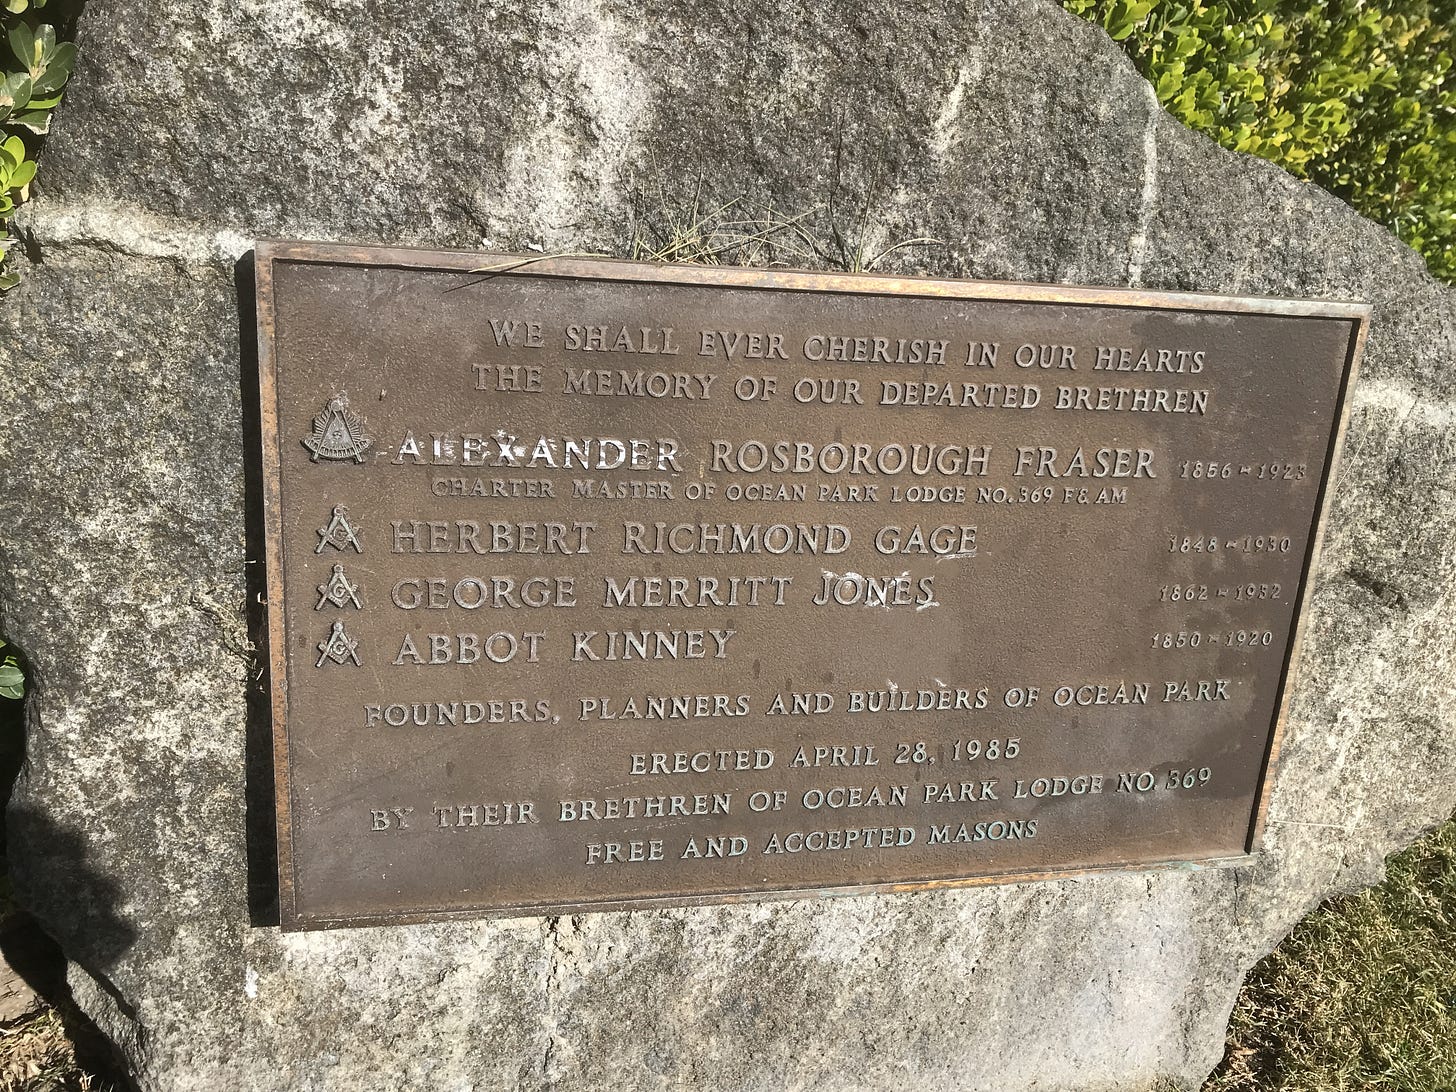 WE SHALL EVER CHERISH IN OUR HEARTS
THE MEMORY OF OUR DEPARTED BRETHREN
ALEXANDER ROSBOROUGH FRASER 1856 - 1923
CHARTER MASTER OF OCEAN PARK LODGE NO. 369 F & AM
G HERBERT RICHMOND GAGE 1848 - 1930
G GEORGE MERRITT JONES 1862 - 1932
G ABBOT KINNEY 1850 - 1920
FOUNDERS, PLANNERS AND BUILDERS OF OCEAN PARK
ERECTED APRIL 28, 1985
BY THEIR BRETHREN OF OCEAN PARK LODGE NO. 369
FREE AND ACCEPTED MASONS